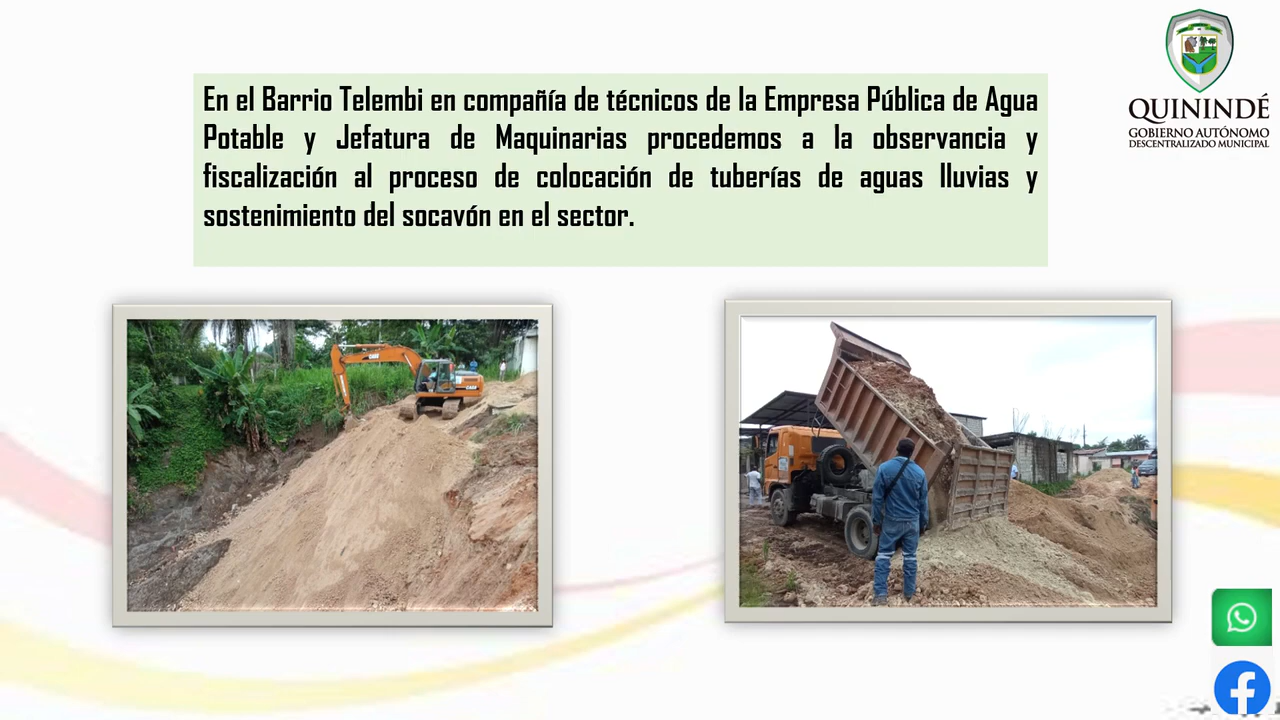 En el Barrio Telembi en compañía de técnicos de la Empresa Pública de Agua
Potable y Jefatura de Maquinarias procedemos a la observancia y
fiscalización al proceso de colocación de tuberías de aguas lluvias y
sostenimiento del socavón en el sector.
QUININDÉ
GOBIERNO AUTÓNOMO
DESCENTRALIZADO MUNICIPAL
CASE
CASE